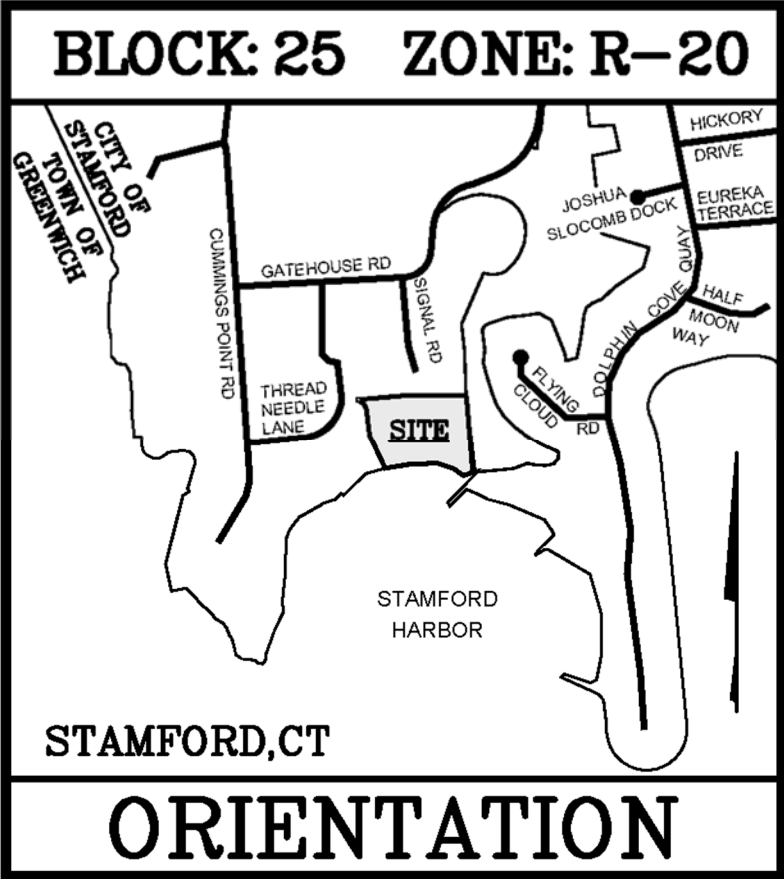 BLOCK: 25 ZONE: R-20
CITY OF
STAMFORD
TOWN OF
GREENWICH
HICKORY
DRIVE
JOSHUA
SLOCOMB DOCK
EUREKA
TERRACE
CUMMINGS POINT RD
GATEHOUSE RD
SIGNAL RD
DOLPHIN COVE QUAY
HALF
MOON
WAY
THREAD
NEEDLE
LANE
FLYING
CLOUD
RD
SITE
STAMFORD
HARBOR
STAMFORD,CT
ORIENTATION